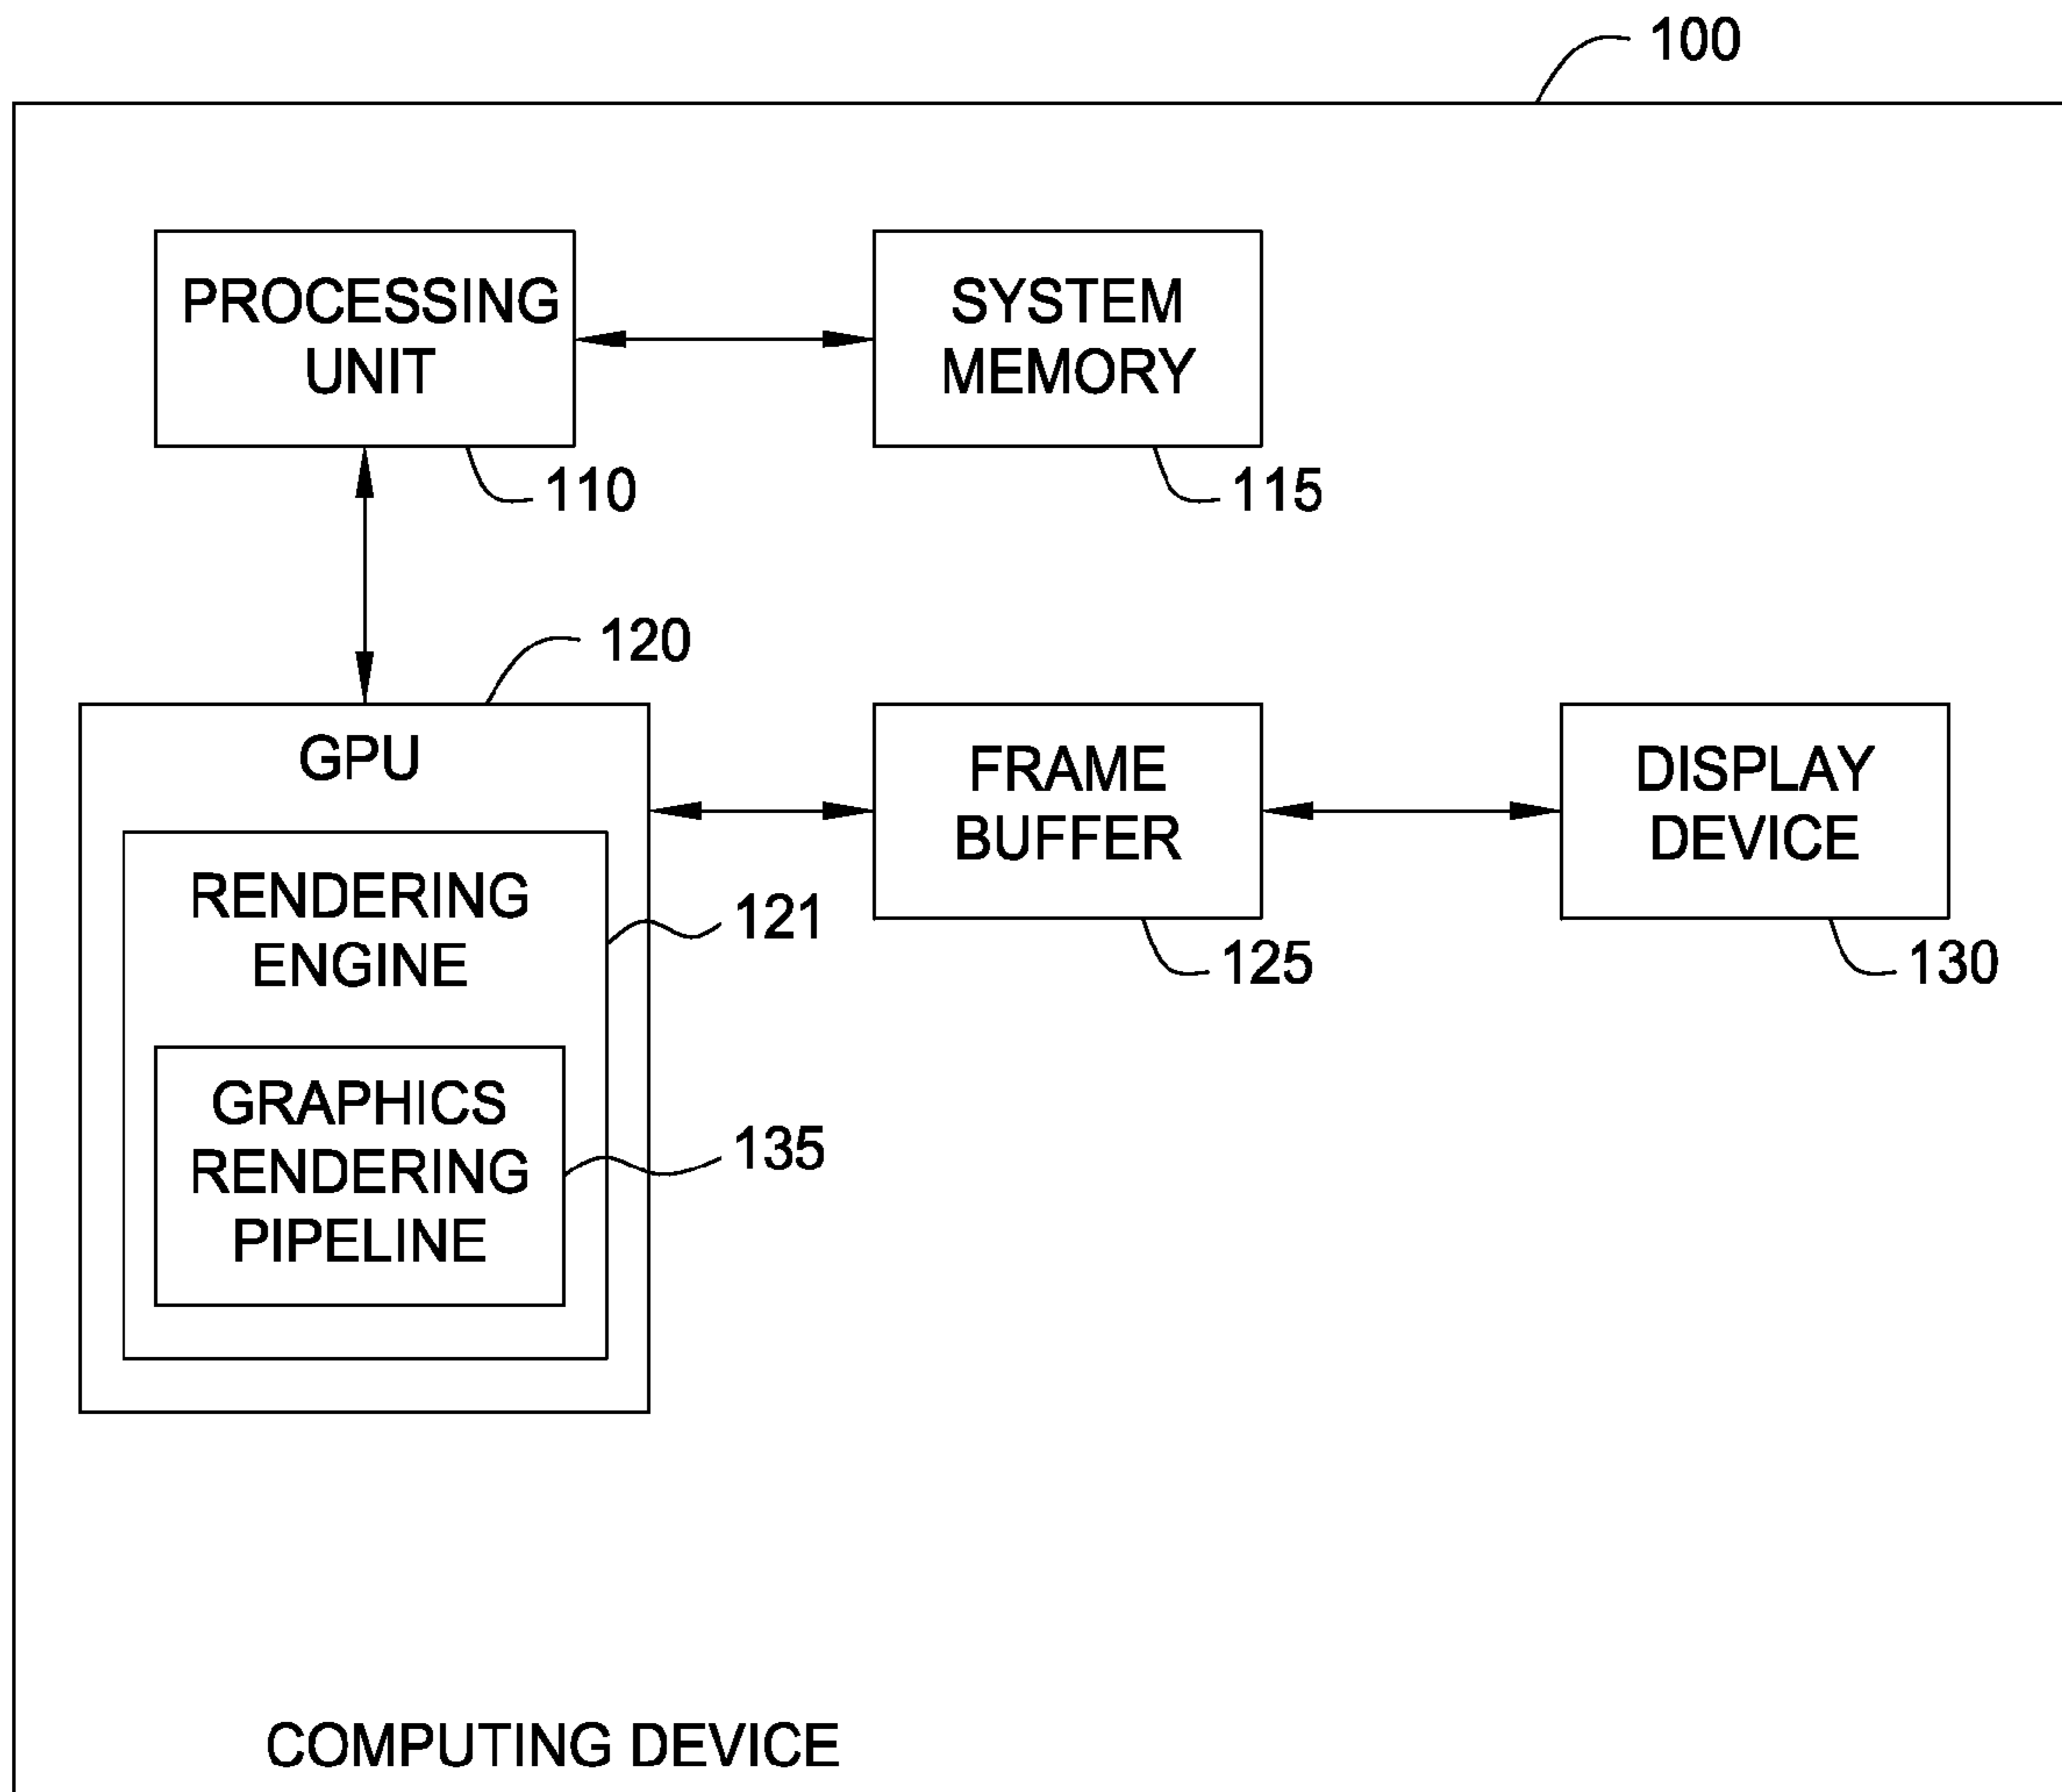 100
PROCESSING
UNIT
110
SYSTEM
MEMORY
115
120
GPU
RENDERING
ENGINE
121
GRAPHICS
RENDERING
PIPELINE
135
FRAME
BUFFER
125
DISPLAY
DEVICE
130
COMPUTING DEVICE